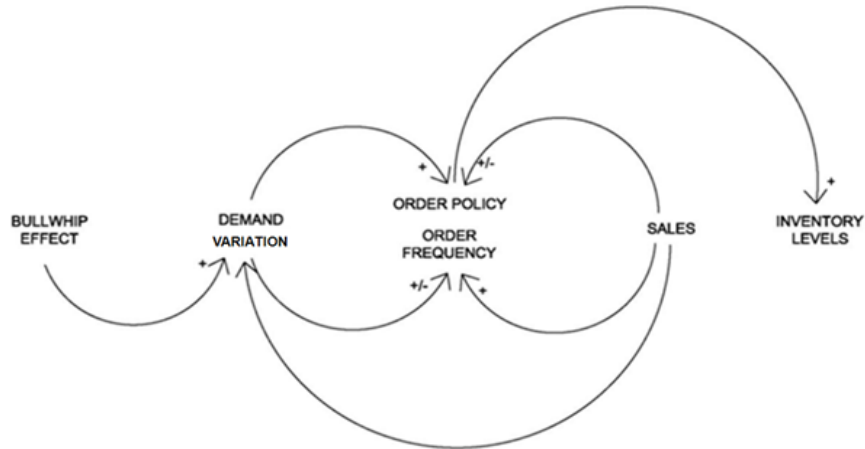 +
+/-
+
ORDER POLICY
BULLWHIP
EFFECT
DEMAND
VARIATION
ORDER
FREQUENCY
SALES
INVENTORY
LEVELS
+
+/-
+